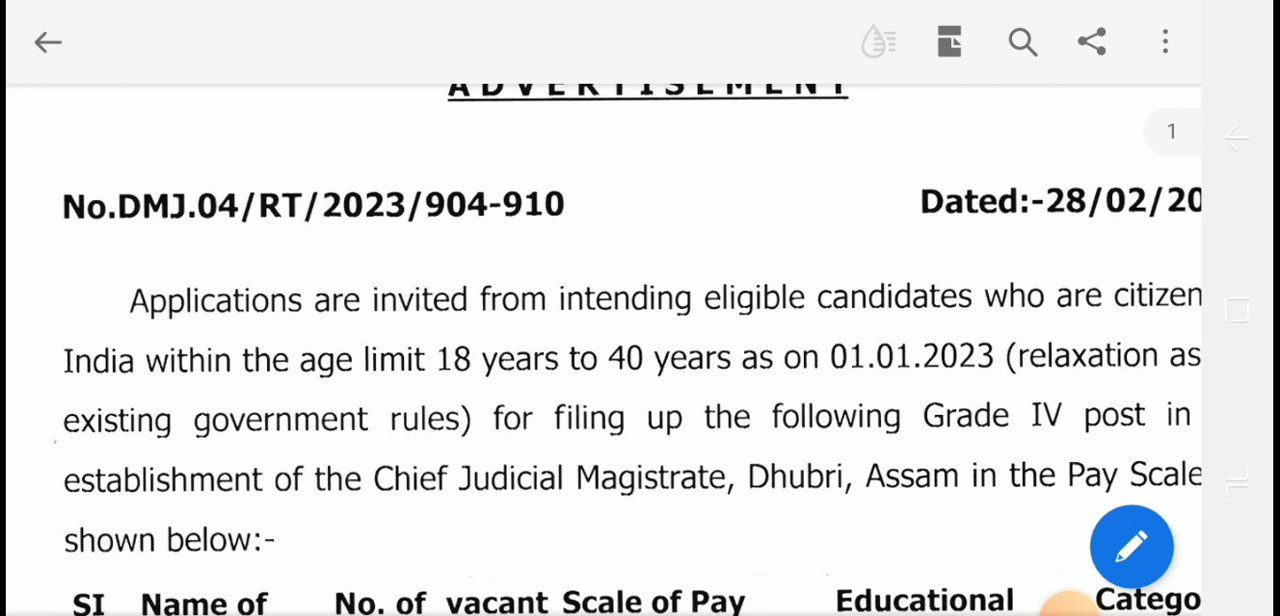 ADVERTISEMENT
1
No.DMJ.04/RT/2023/904-910 Dated:-28/02/20
Applications are invited from intending eligible candidates who are citizen
India within the age limit 18 years to 40 years as on 01.01.2023 (relaxation as
existing government rules) for filing up the following Grade IV post in
establishment of the Chief Judicial Magistrate, Dhubri, Assam in the Pay Scale
shown below:-
SI Name of No. of vacant Scale of Pay Educational Catego